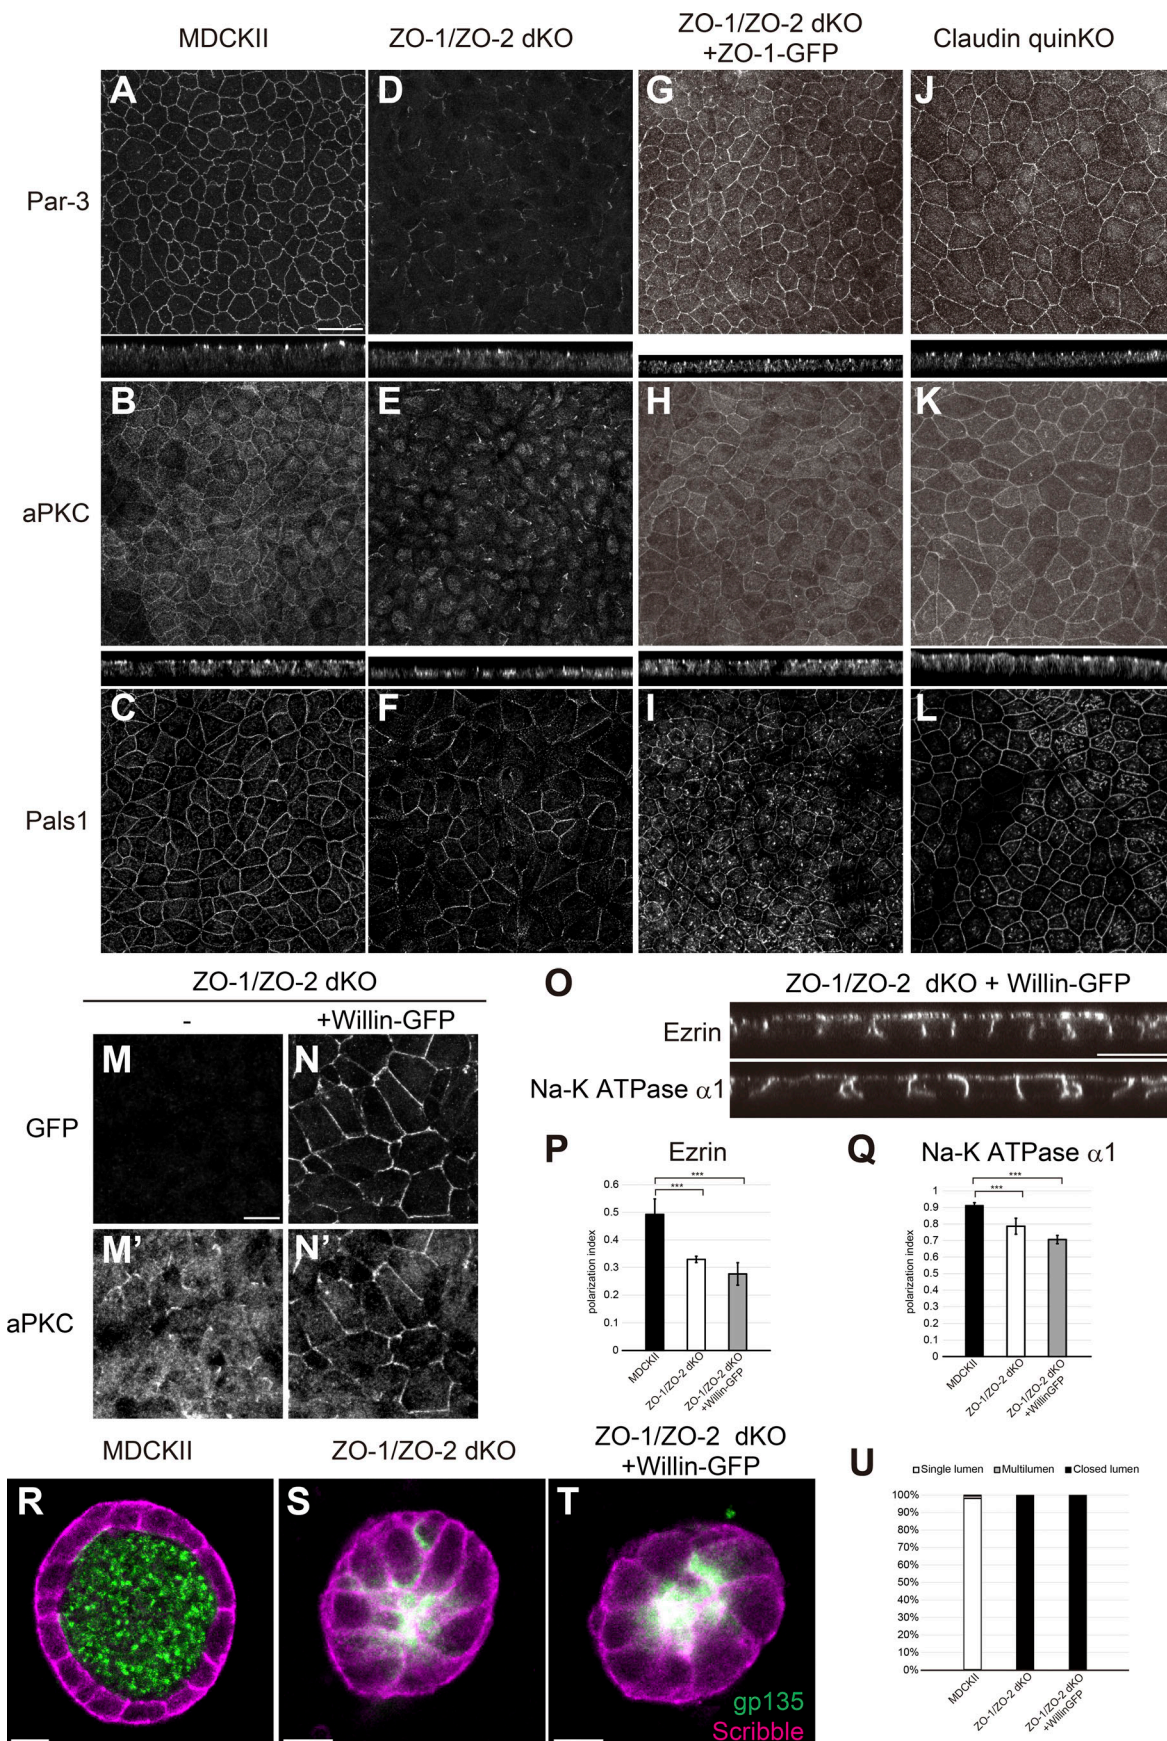 MDCKII
ZO-1/ZO-2 dKO
ZO-1/ZO-2 dKO
+ZO-1-GFP
Claudin quinKO
A
D
G
J
Par-3
B
E
H
K
aPKC
C
F
I
L
Pals1
ZO-1/ZO-2 dKO
-
+Willin-GFP
M
N
GFP
M’
N’
aPKC
O
ZO-1/ZO-2 dKO + Willin-GFP
Ezrin
Na-K ATPase α1
P
Ezrin
***
***
0.6
0.5
0.4
0.3
0.2
0.1
0
polarization index
MDCKII
ZO-1/ZO-2 dKO
ZO-1/ZO-2 dKO
+WillinGFP
Q
Na-K ATPase α1
***
***
1
0.9
0.8
0.7
0.6
0.5
0.4
0.3
0.2
0.1
0
polarization index
MDCKII
ZO-1/ZO-2 dKO
ZO-1/ZO-2 dKO
+WillinGFP
MDCKII
ZO-1/ZO-2 dKO
ZO-1/ZO-2 dKO
+Willin-GFP
R
S
T
gp135
Scribble
U
Single lumen
Multilumen
Closed lumen
100%
90%
80%
70%
60%
50%
40%
30%
20%
10%
0%
MDCKII
ZO-1/ZO-2 dKO
ZO-1/ZO-2 dKO
+WillinGFP